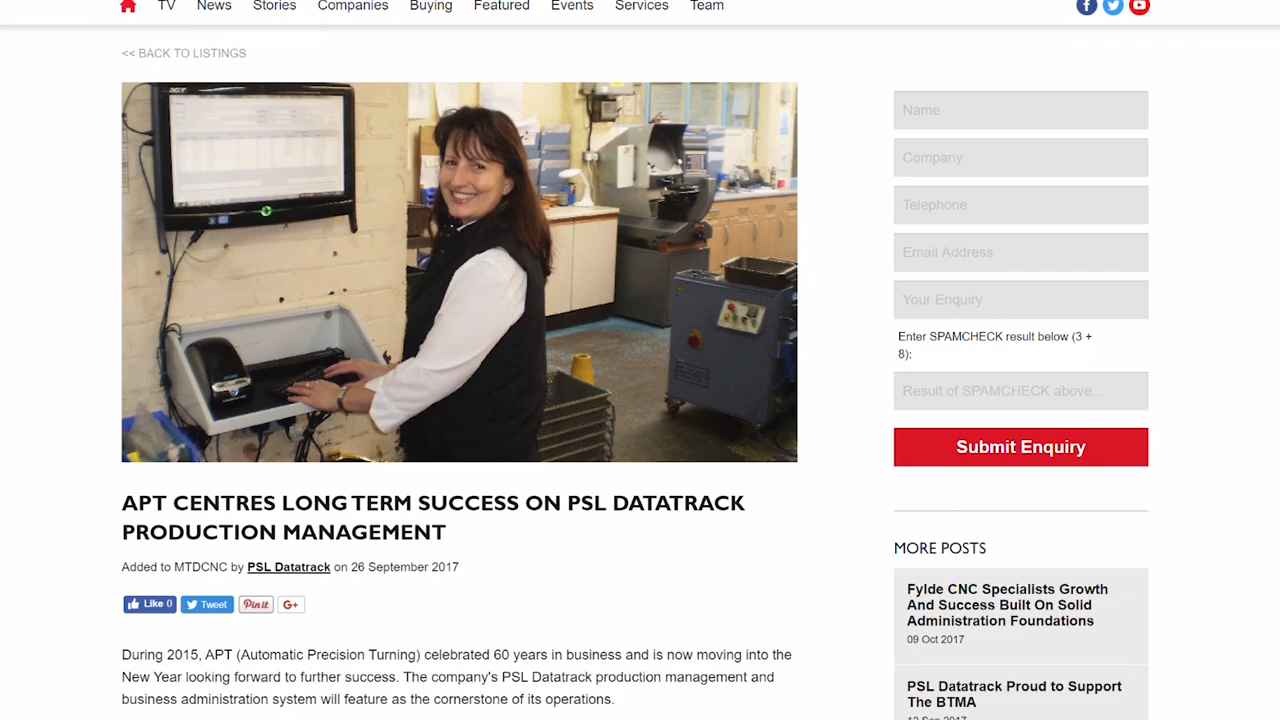 TV News Stories Companies Buying Featured Events Services Team
<< BACK TO LISTINGS
acer
Name
Company
Telephone
Email Address
Your Enquiry
Enter SPAMCHECK result below (3 +
8):
Result of SPAMCHECK above...
Submit Enquiry
APT CENTRES LONG TERM SUCCESS ON PSL DATATRACK
PRODUCTION MANAGEMENT
Added to MTDCNC by PSL Datatrack on 26 September 2017
Like 0 Tweet Pin it G+
During 2015, APT (Automatic Precision Turning) celebrated 60 years in business and is now moving into the
New Year looking forward to further success. The company's PSL Datatrack production management and
business administration system will feature as the cornerstone of its operations.
MORE POSTS
Fylde CNC Specialists Growth
And Success Built On Solid
Administration Foundations
09 Oct 2017
PSL Datatrack Proud to Support
The BTMA